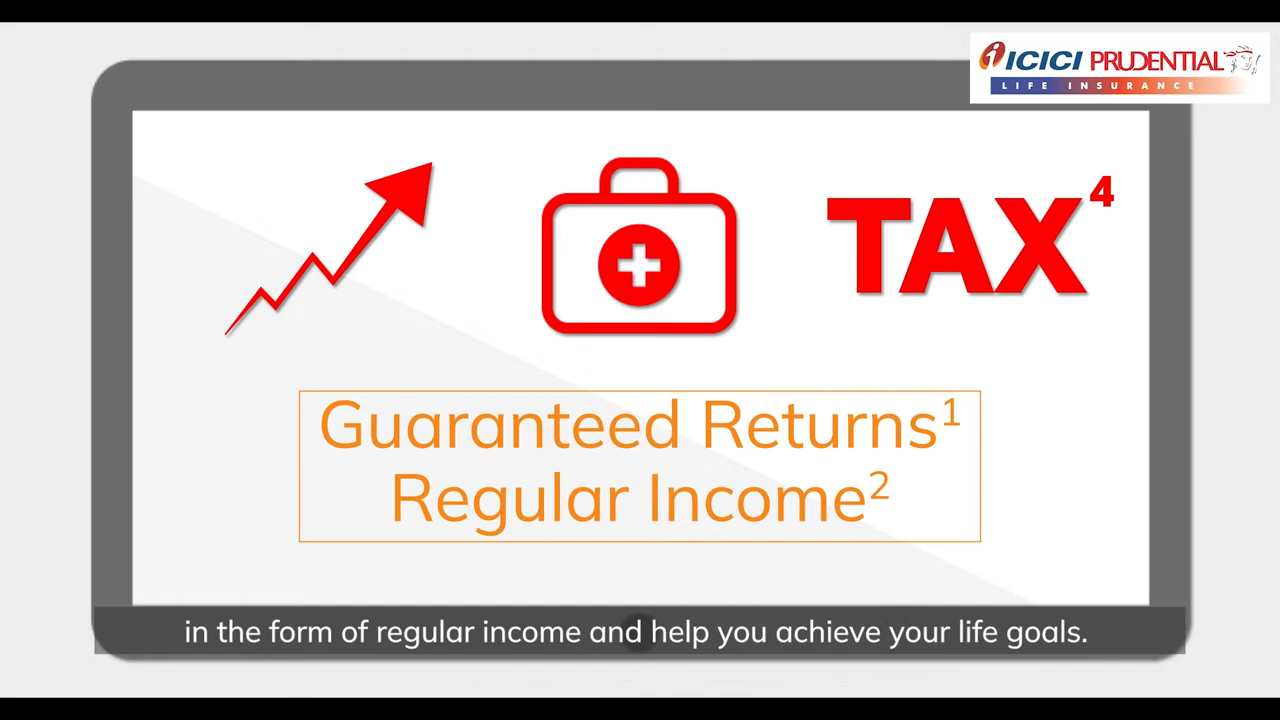 ICICI PRUDENTIAL
LIFE INSURANCE
TAX⁴
Guaranteed Returns¹
Regular Income²
in the form of regular income and help you achieve your life goals.